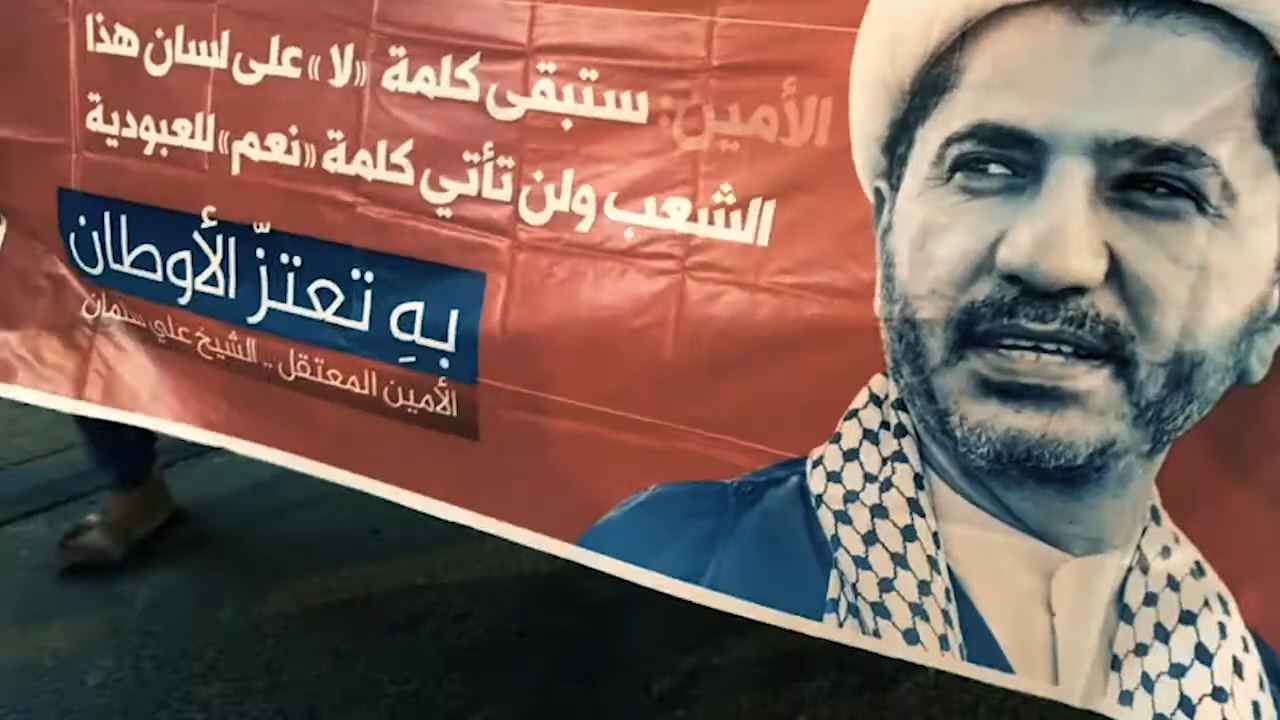 الأمين: ستبقى كلمة «لا» على لسان هذا
الشعب ولن تأتي كلمة «نعم» للعبودية
بهِ تعتزّ الأوطان
الأمين المعتقل .. الشيخ علي سلمان